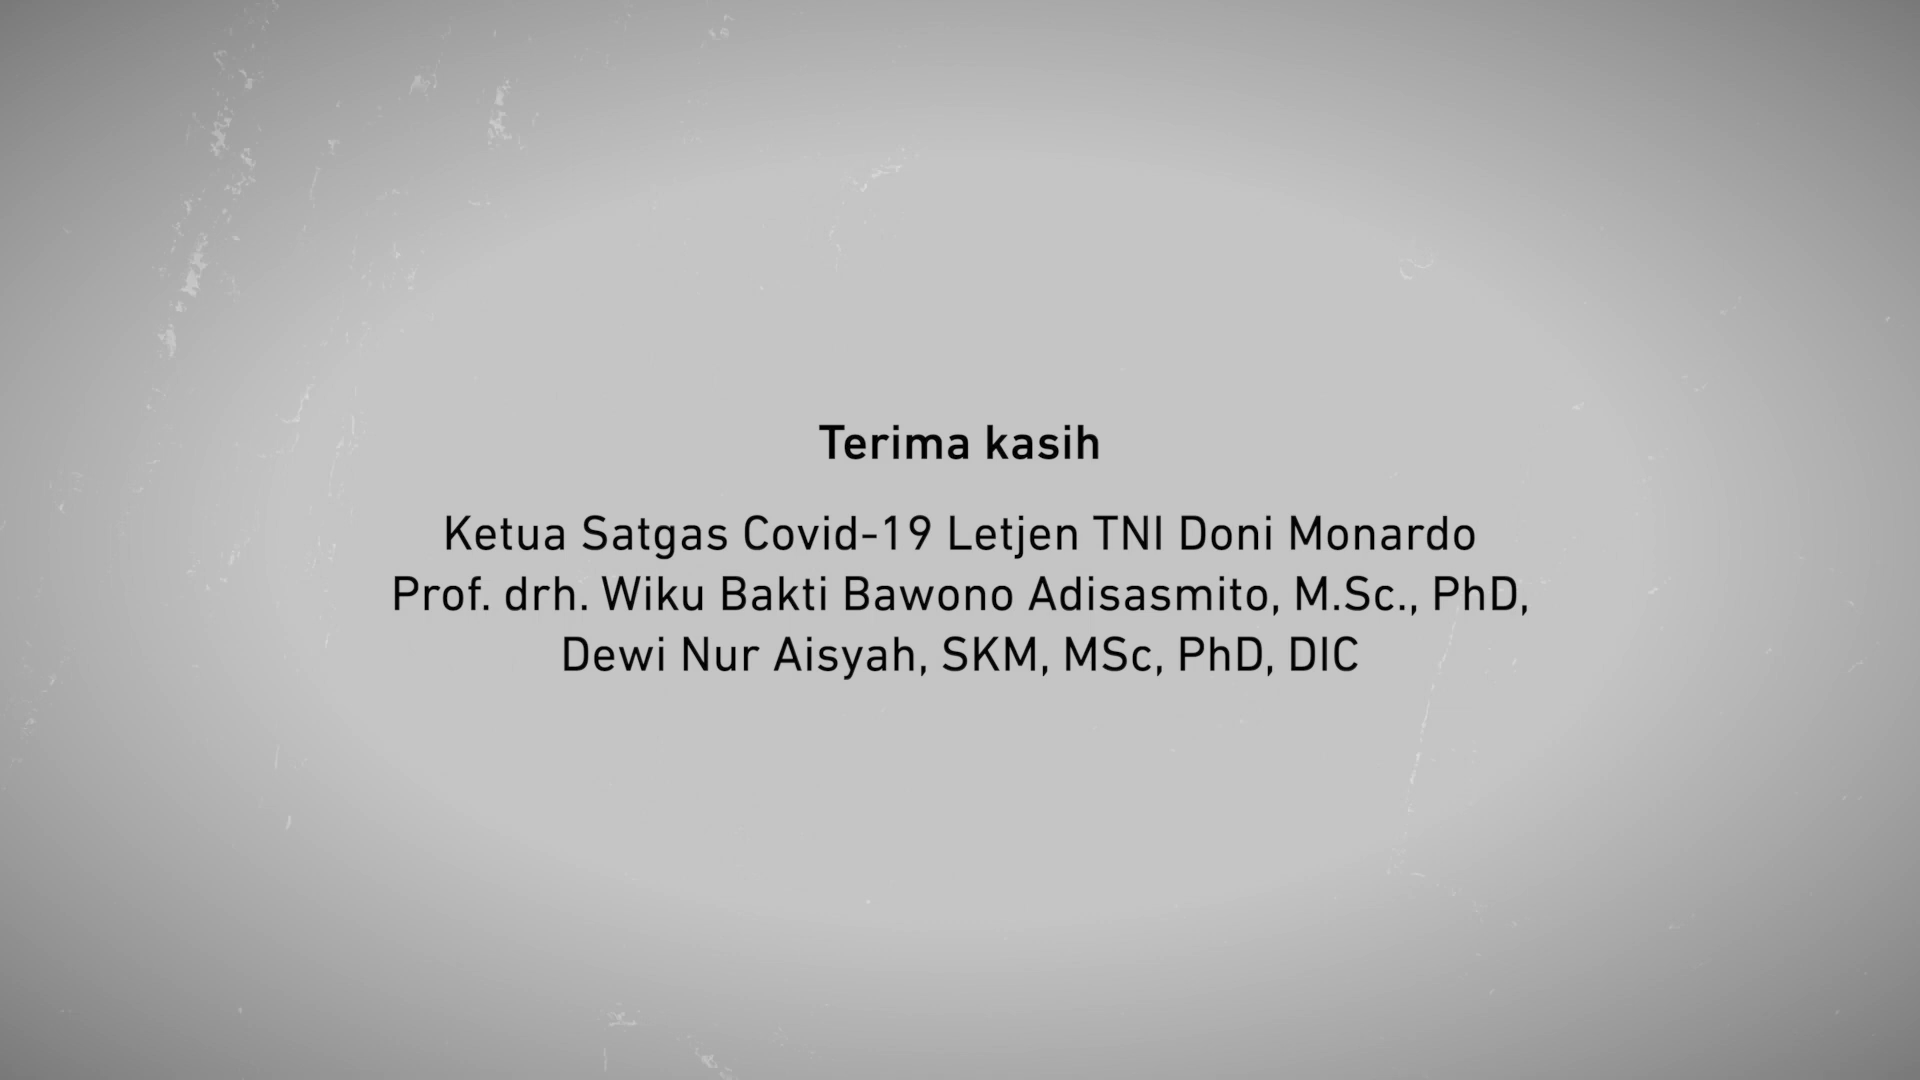 Terima kasih
Ketua Satgas Covid-19 Letjen TNI Doni Monardo
Prof. drh. Wiku Bakti Bawono Adisasmito, M.Sc., PhD,
Dewi Nur Aisyah, SKM, MSc, PhD, DIC